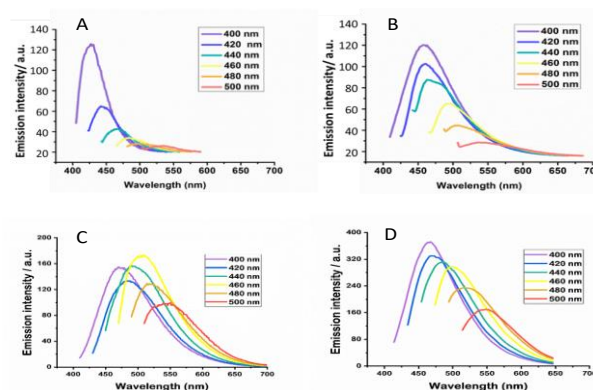 A
Emission intensity/ a.u.
140
120
100
80
60
40
20
400 nm
420 nm
440 nm
460 nm
480 nm
500 nm
400 450 500 550 600 650 700
Wavelength (nm)
B
Emission intensity/ a.u.
140
120
100
80
60
40
20
400 nm
420 nm
440 nm
460 nm
480 nm
500 nm
400 450 500 550 600 650 700
Wavelength (nm)
C
Emission intensity / a.u.
200
160
120
80
40
0
400 nm
420 nm
440 nm
460 nm
480 nm
500 nm
400 450 500 550 600 650 700
Wavelength (nm)
D
Emission intensity / a.u.
400
320
240
160
80
0
400 nm
420 nm
440 nm
460 nm
480 nm
500 nm
400 450 500 550 600 650 700
Wavelength (nm)